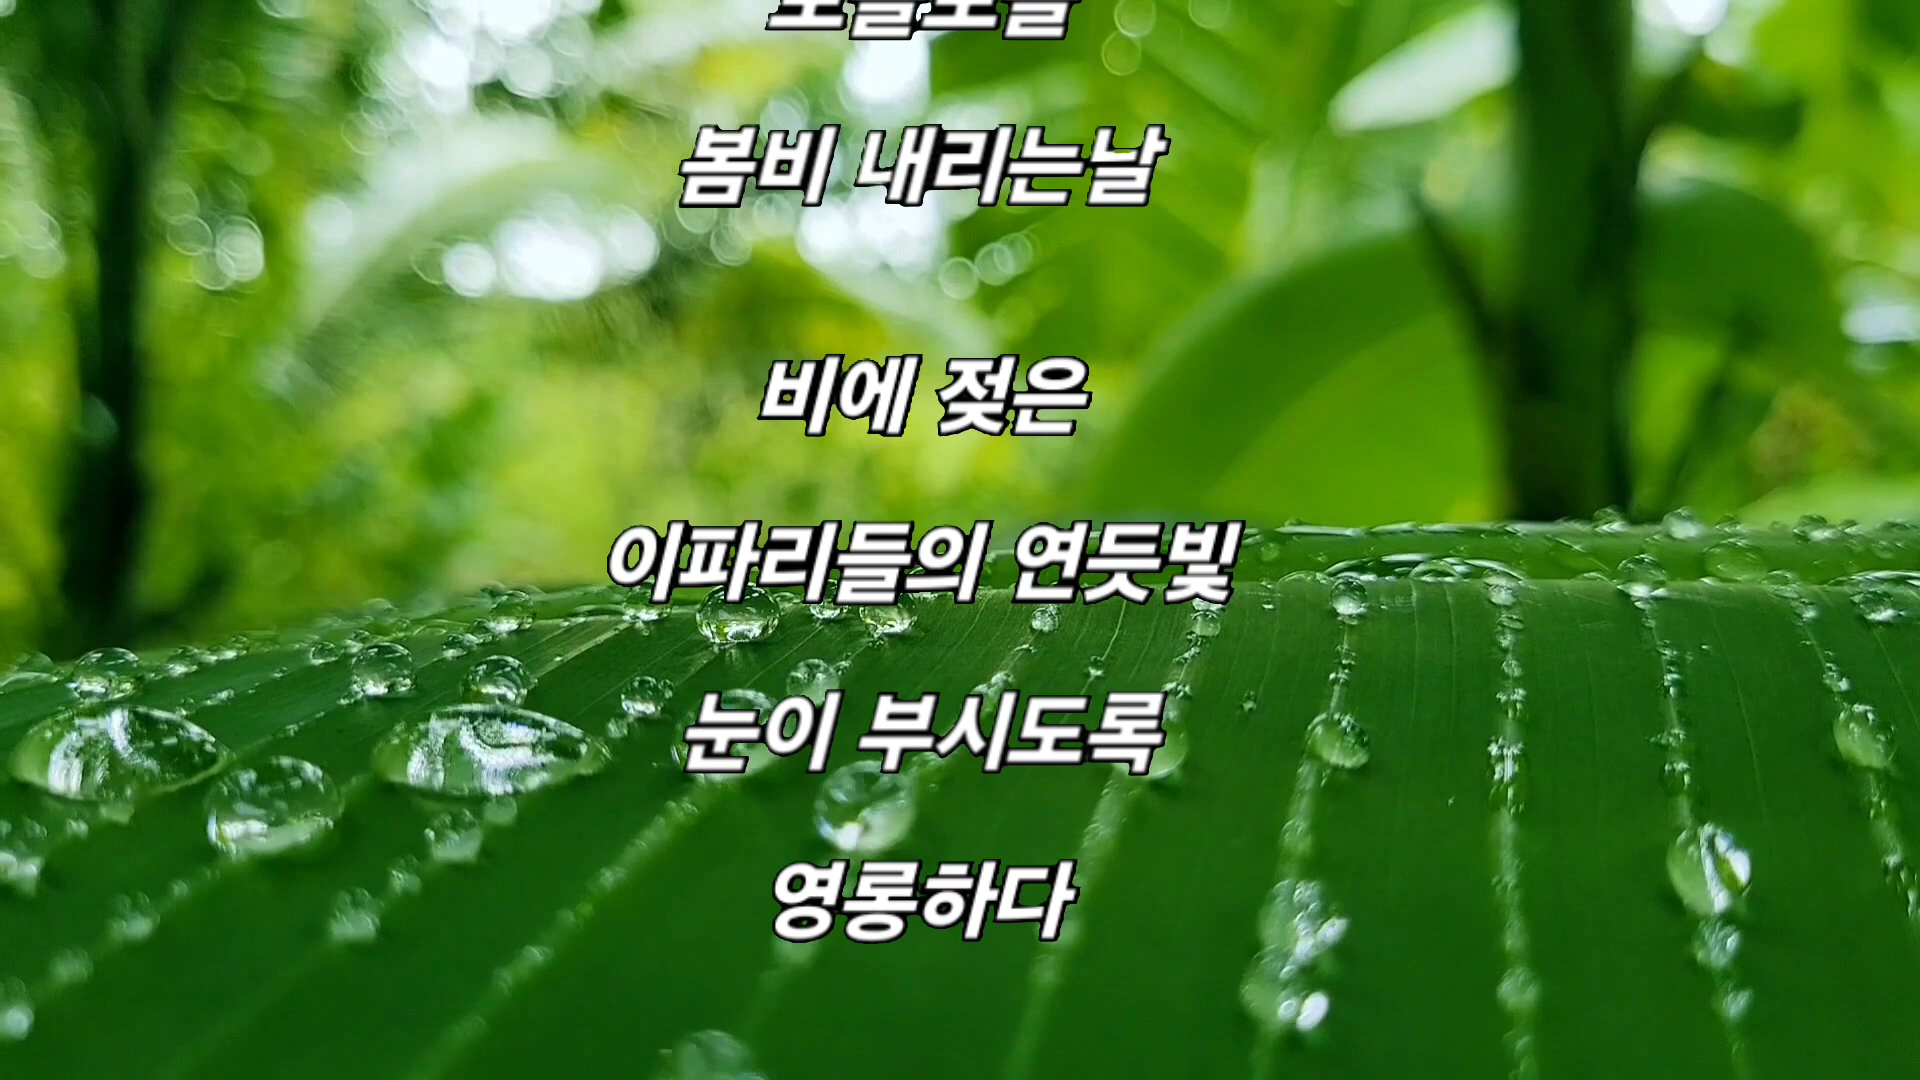 봄비 내리는날
비에 젖은
이파리들의 연듯빛
눈이 부시도록
영롱하다